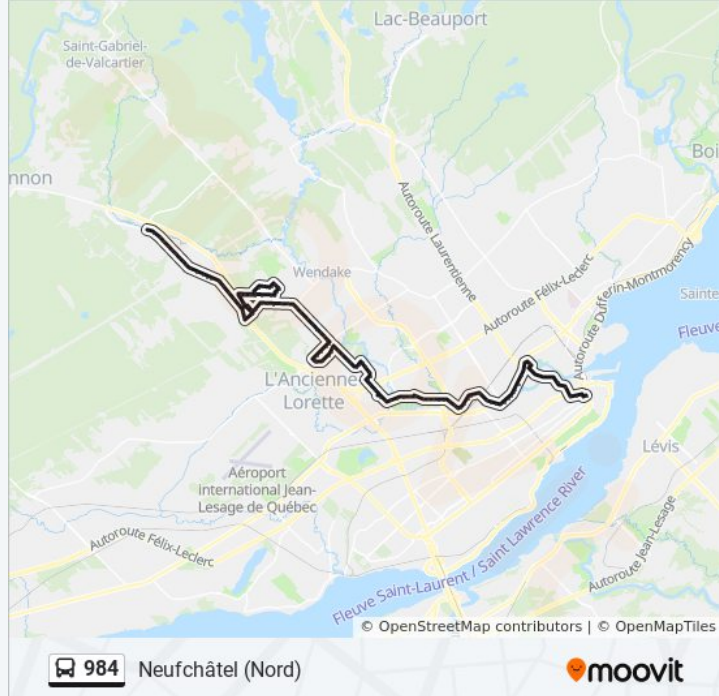 Lac-Beauport
Saint-Gabriel-
de-Valcartier
nnon
Boi
Autoroute Laurentienne
Wendake
Autoroute Félix-Leclerc
Autoroute Dufferin-Montmorency
Sainte
Fleuve
L'Ancienne
Lorette
Lévis
Aéroport
international Jean-
Lesage de Québec
Autoroute Félix-Leclerc
Fleuve Saint-Laurent / Saint Lawrence River
Autoroute Jean-Lesage
© OpenStreetMap contributors | © OpenMapTiles
984 Neufchâtel (Nord)
moovit